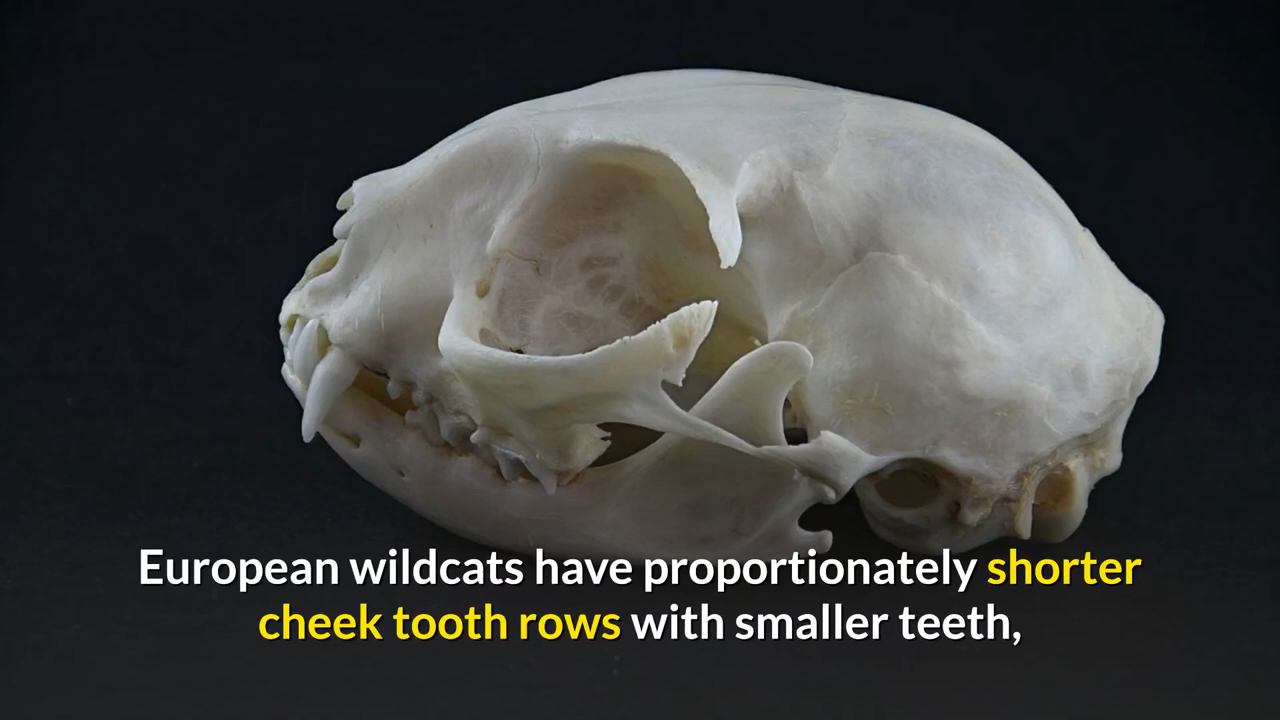 European wildcats have proportionately shorter
cheek tooth rows with smaller teeth,